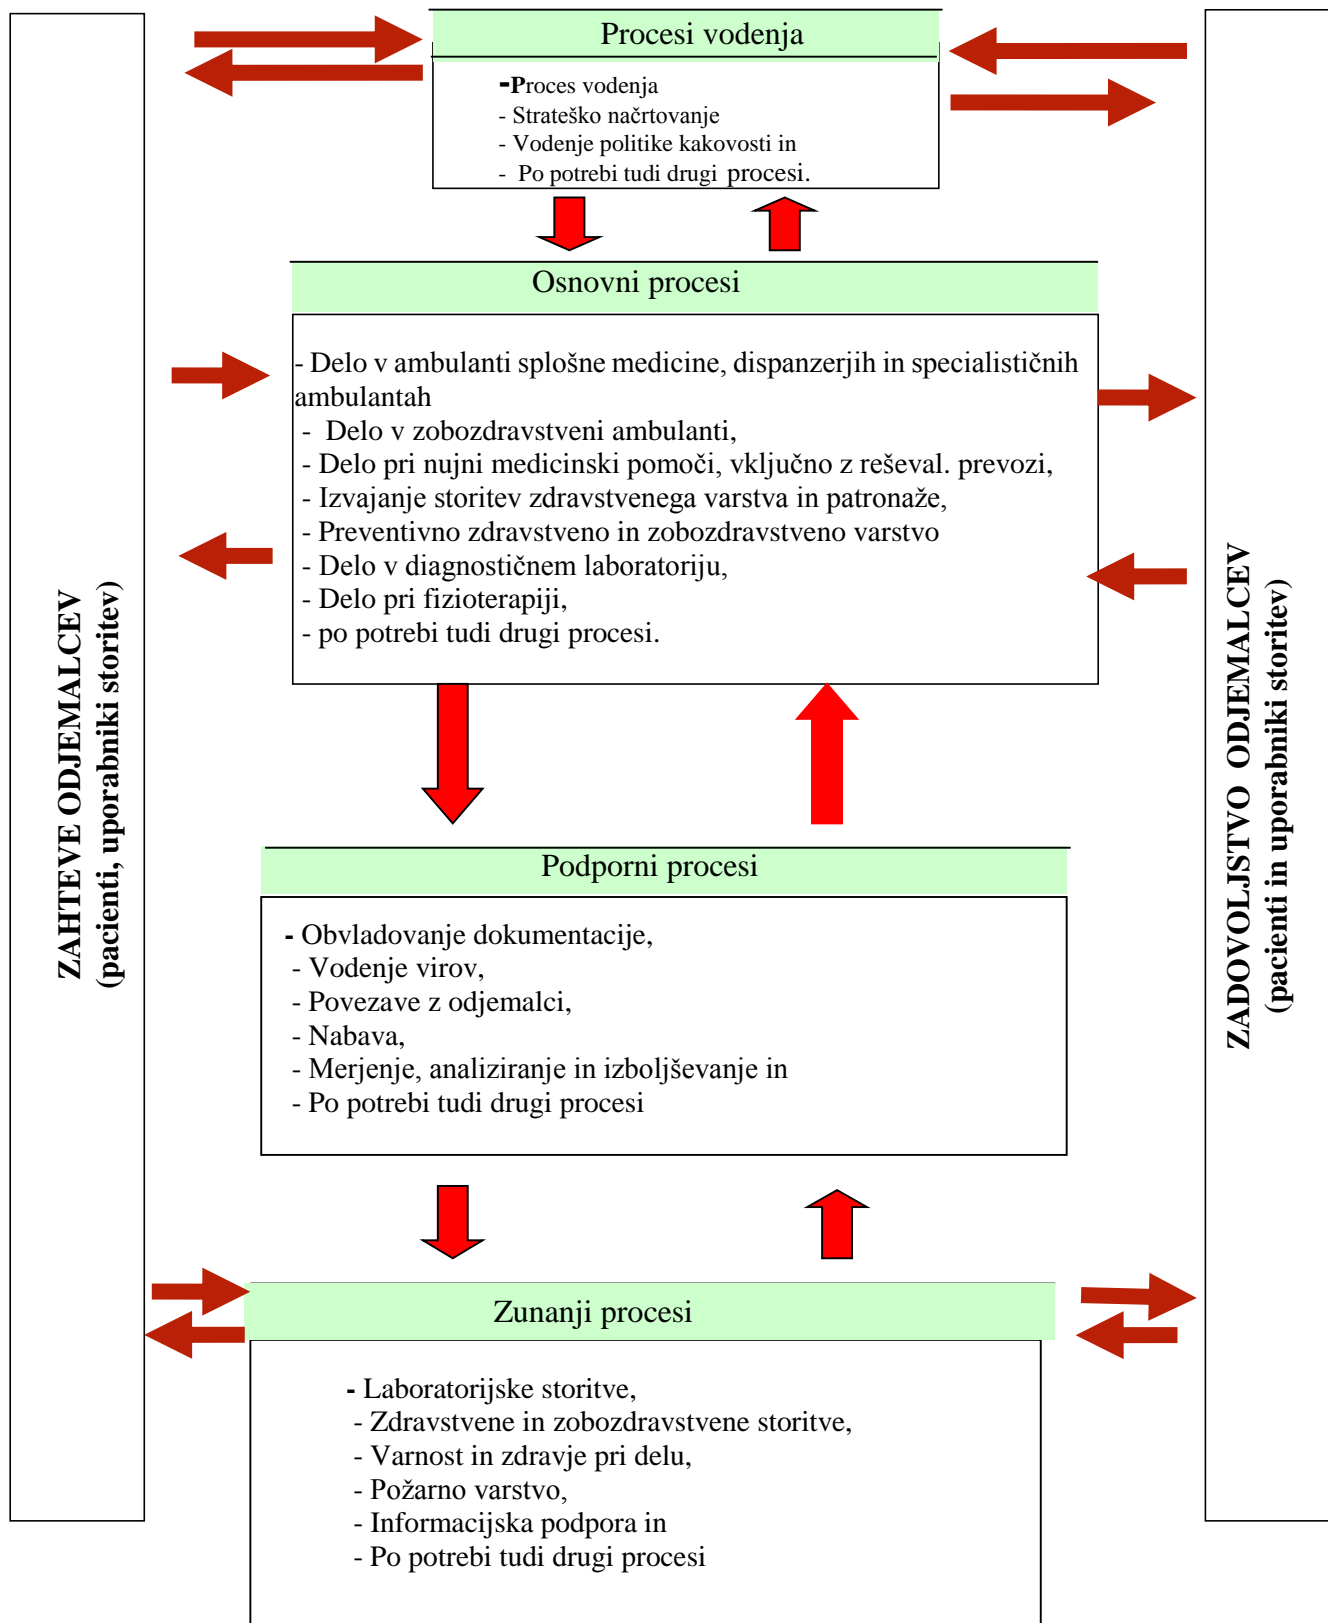 Procesi vodenja
-Proces vodenja
- Strateško načrtovanje
- Vodenje politike kakovosti in
- Po potrebi tudi drugi procesi.
Osnovni procesi
- Delo v ambulanti splošne medicine, dispanzerjih in specialističnih
ambulantah
- Delo v zobozdravstveni ambulanti,
- Delo pri nujni medicinski pomoči, vključno z reševal. prevozi,
- Izvajanje storitev zdravstvenega varstva in patronaže,
- Preventivno zdravstveno in zobozdravstveno varstvo
- Delo v diagnostičnem laboratoriju,
- Delo pri fizioterapiji,
- po potrebi tudi drugi procesi.
ZAHTEVE ODJEMALCEV
(pacienti, uporabniki storitev)
ZADOVOLJSTVO ODJEMALCEV
(pacienti in uporabniki storitev)
Podporni procesi
- Obvladovanje dokumentacije,
- Vodenje virov,
- Povezave z odjemalci,
- Nabava,
- Merjenje, analiziranje in izboljševanje in
- Po potrebi tudi drugi procesi
Zunanji procesi
- Laboratorijske storitve,
- Zdravstvene in zobozdravstvene storitve,
- Varnost in zdravje pri delu,
- Požarno varstvo,
- Informacijska podpora in
- Po potrebi tudi drugi procesi